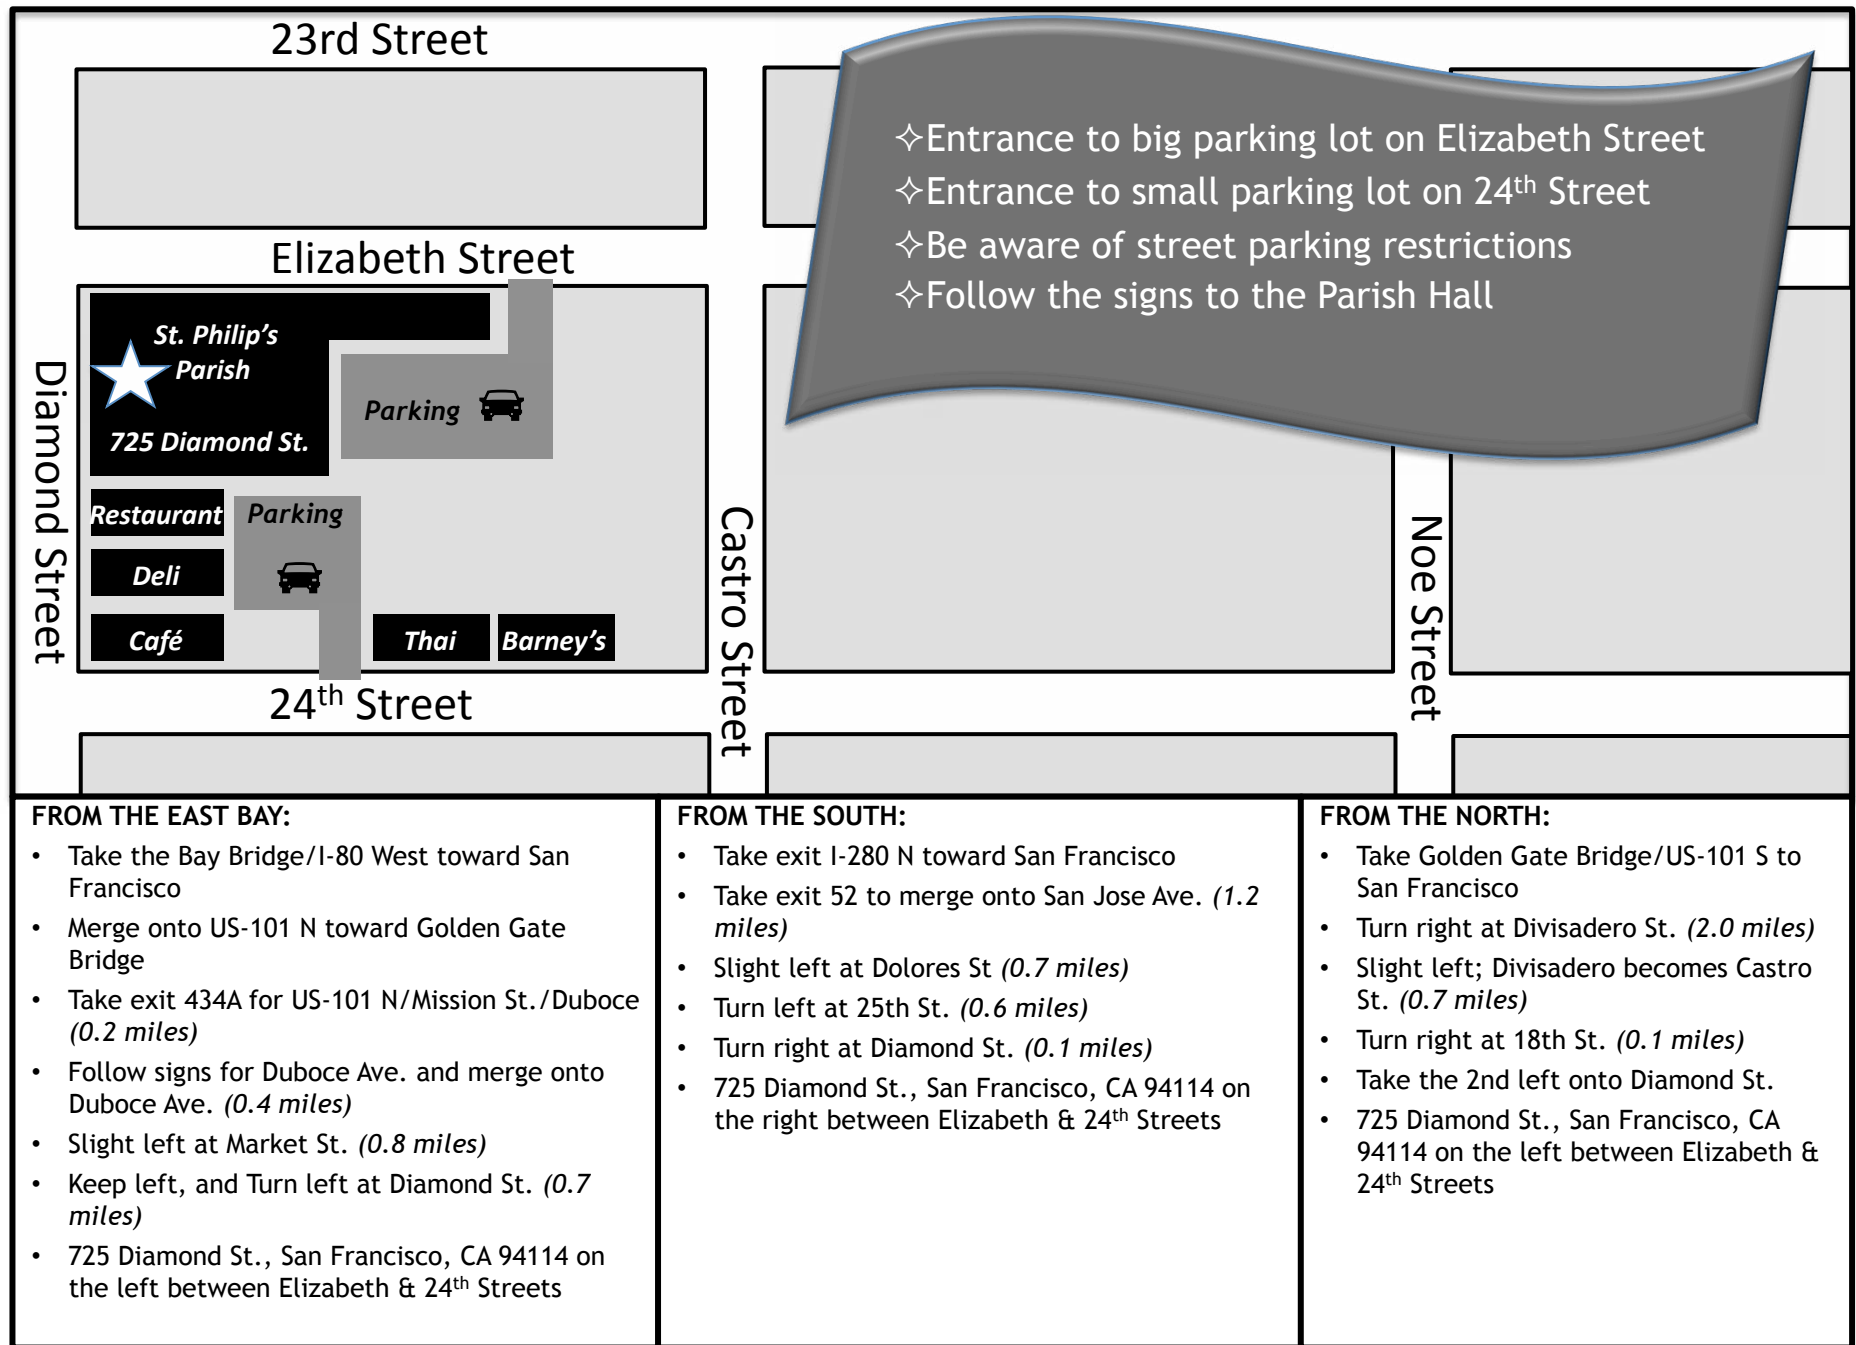 23rd Street
✧Entrance to big parking lot on Elizabeth Street
✧Entrance to small parking lot on 24th Street
✧Be aware of street parking restrictions
✧Follow the signs to the Parish Hall
Elizabeth Street
St. Philip's
Parish
725 Diamond St.
Parking
Diamond Street
Restaurant
Parking
Deli
Café
Thai
Barney's
Castro Street
Noe Street
24th Street
FROM THE EAST BAY:
• Take the Bay Bridge/I-80 West toward San
Francisco
• Merge onto US-101 N toward Golden Gate
Bridge
• Take exit 434A for US-101 N/Mission St./Duboce
(0.2 miles)
• Follow signs for Duboce Ave. and merge onto
Duboce Ave. (0.4 miles)
• Slight left at Market St. (0.8 miles)
• Keep left, and Turn left at Diamond St. (0.7
miles)
• 725 Diamond St., San Francisco, CA 94114 on
the left between Elizabeth & 24th Streets
FROM THE SOUTH:
• Take exit I-280 N toward San Francisco
• Take exit 52 to merge onto San Jose Ave. (1.2
miles)
• Slight left at Dolores St (0.7 miles)
• Turn left at 25th St. (0.6 miles)
• Turn right at Diamond St. (0.1 miles)
• 725 Diamond St., San Francisco, CA 94114 on
the right between Elizabeth & 24th Streets
FROM THE NORTH:
• Take Golden Gate Bridge/US-101 S to
San Francisco
• Turn right at Divisadero St. (2.0 miles)
• Slight left; Divisadero becomes Castro
St. (0.7 miles)
• Turn right at 18th St. (0.1 miles)
• Take the 2nd left onto Diamond St.
• 725 Diamond St., San Francisco, CA
94114 on the left between Elizabeth &
24th Streets